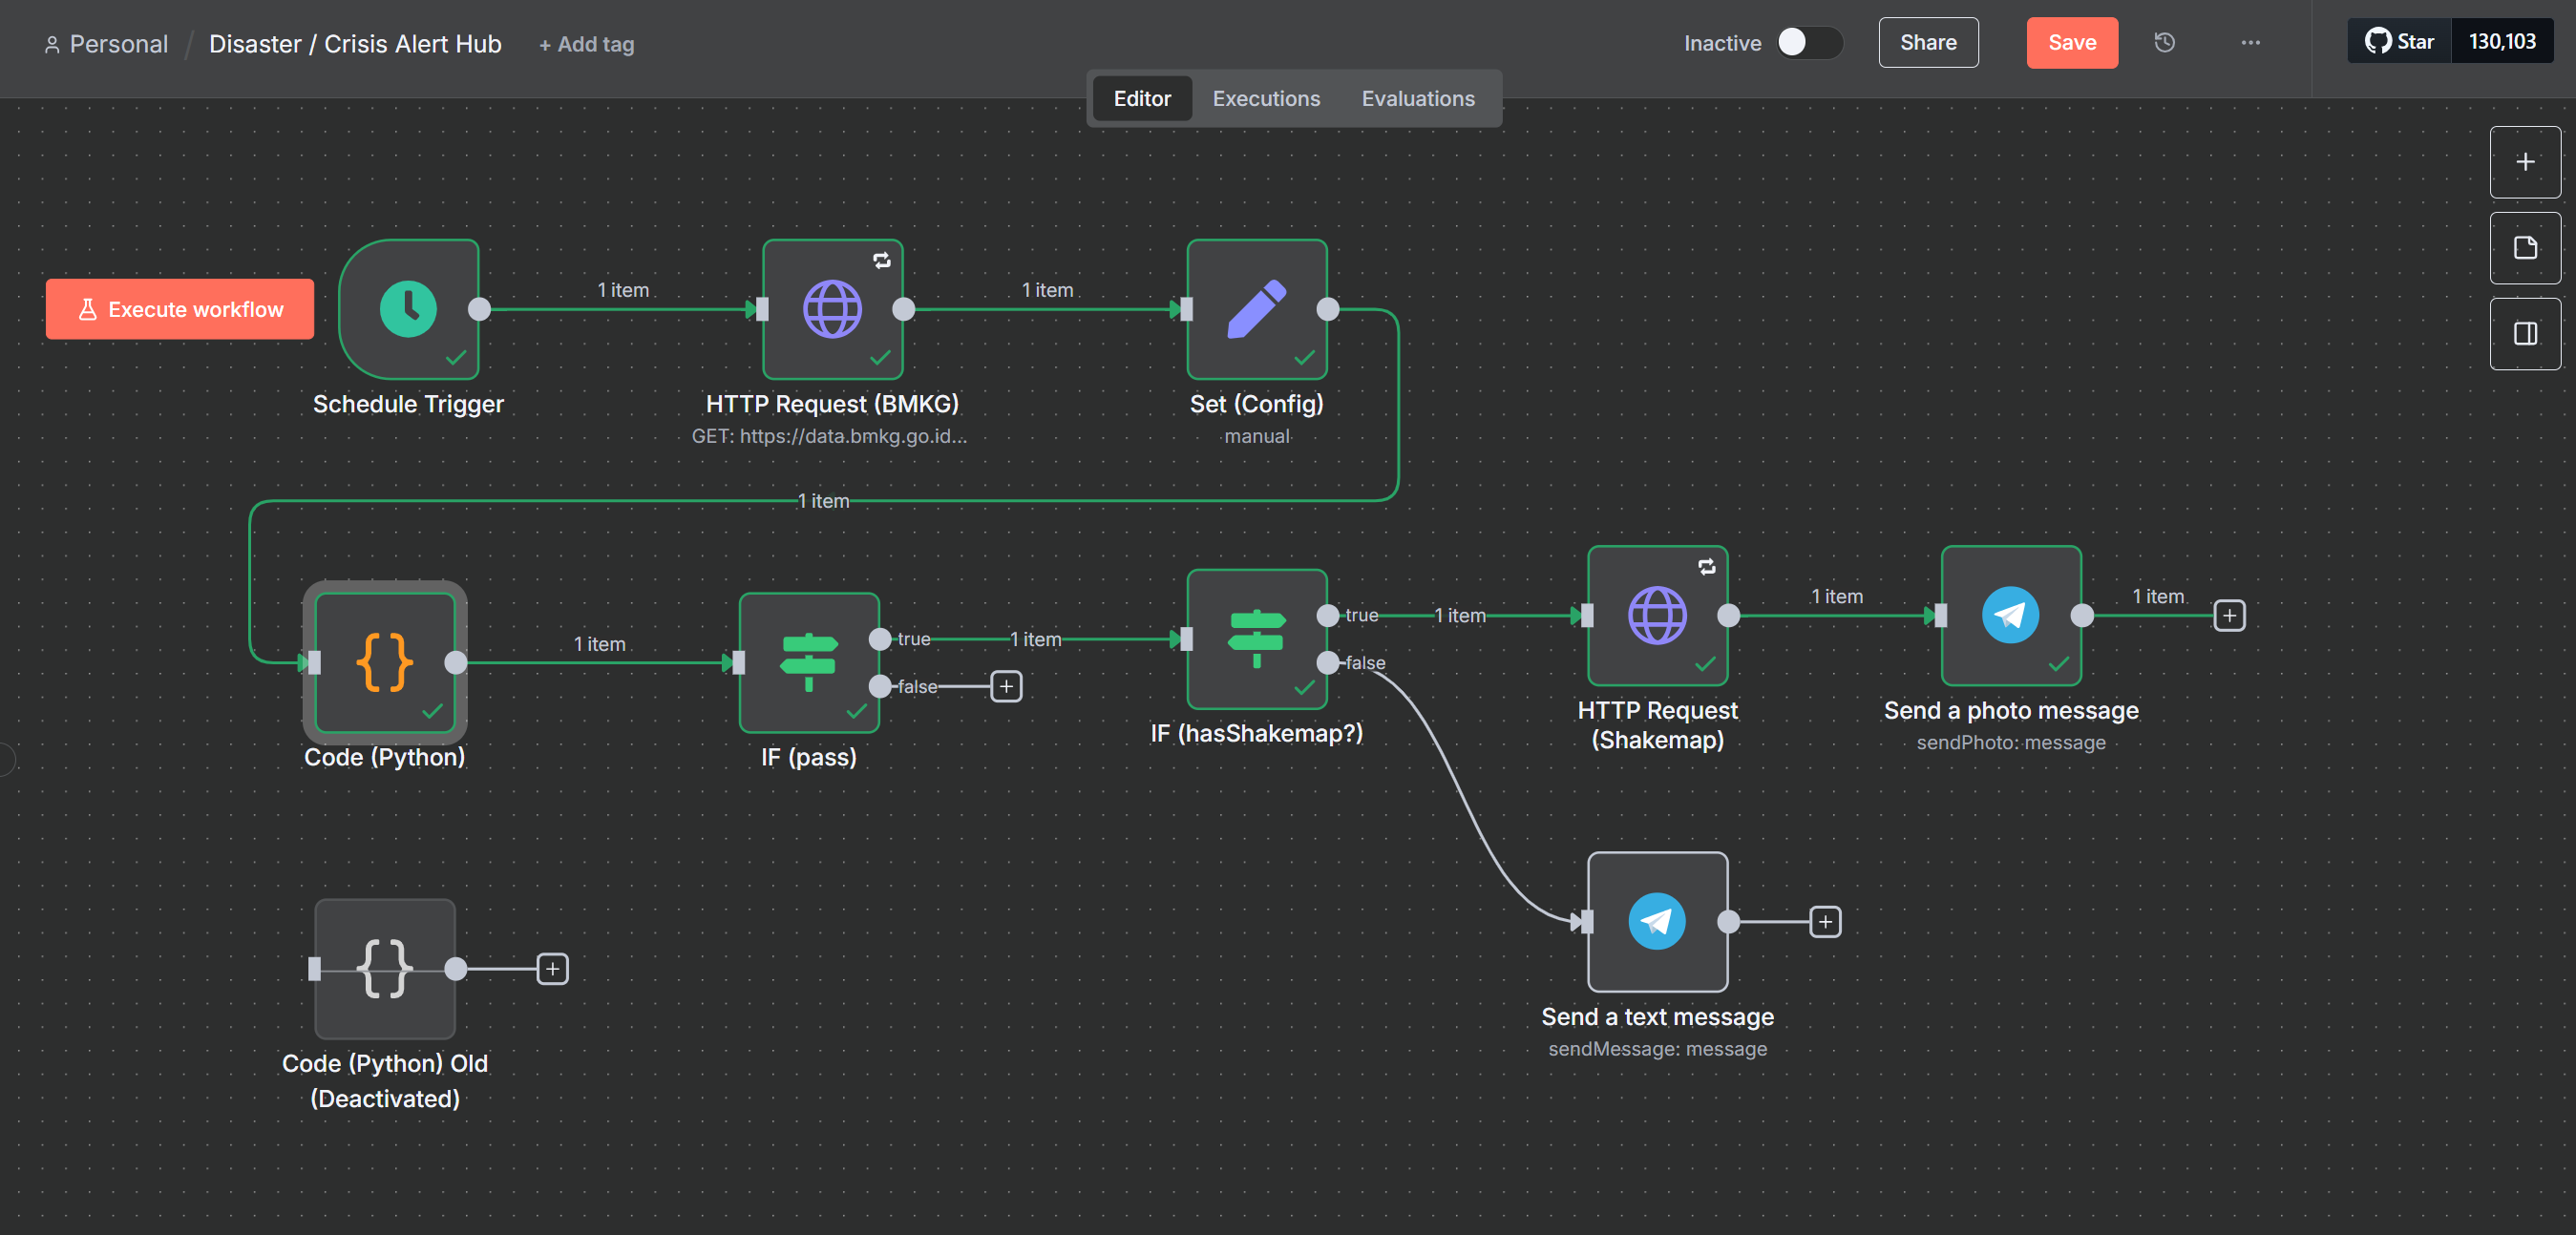 Personal / Disaster / Crisis Alert Hub + Add tag
Inactive Share Save ... Star 130,103
Editor Executions Evaluations
Execute workflow
1 item
1 item
Schedule Trigger
HTTP Request (BMKG)
GET: https://data.bmkg.go.id...
Set (Config)
manual
1 item
Code (Python)
1 item
IF (pass)
true
1 item
false
IF (hasShakemap?)
true
1 item
false
HTTP Request
(Shakemap)
1 item
Send a photo message
sendPhoto: message
1 item
Code (Python) Old
(Deactivated)
Send a text message
sendMessage: message